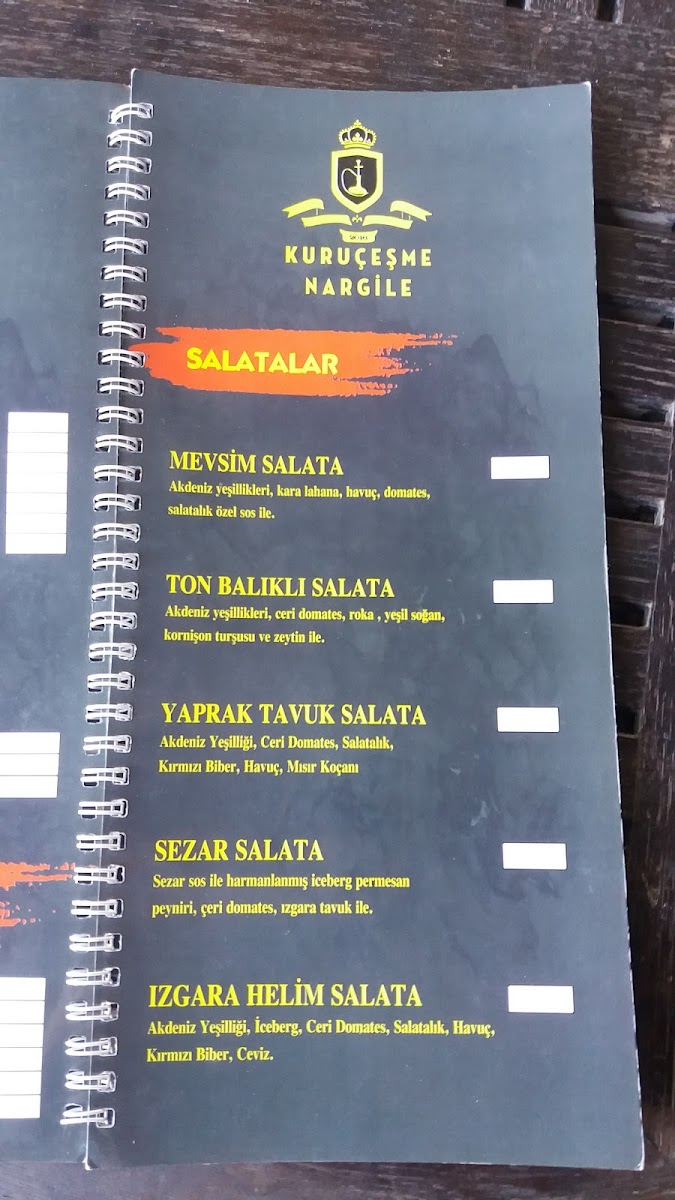 KURUÇEŞME
NARGİLE
SALATALAR
MEVSİM SALATA
Akdeniz yeşillikleri, kara lahana, havuç, domates,
salatalık özel sos ile.
TON BALIKLI SALATA
Akdeniz yeşillikleri, ceri domates, roka , yeşil soğan,
kornişon turşusu ve zeytin ile.
YAPRAK TAVUK SALATA
Akdeniz Yeşilliği, Ceri Domates, Salatalık,
Kırmızı Biber, Havuç, Mısır Koçanı
SEZAR SALATA
Sezar sos ile harmanlanmış iceberg permesan
peyniri, çeri domates, ızgara tavuk ile.
IZGARA HELİM SALATA
Akdeniz Yeşilliği, İceberg, Ceri Domates, Salatalık, Havuç,
Kırmızı Biber, Ceviz.